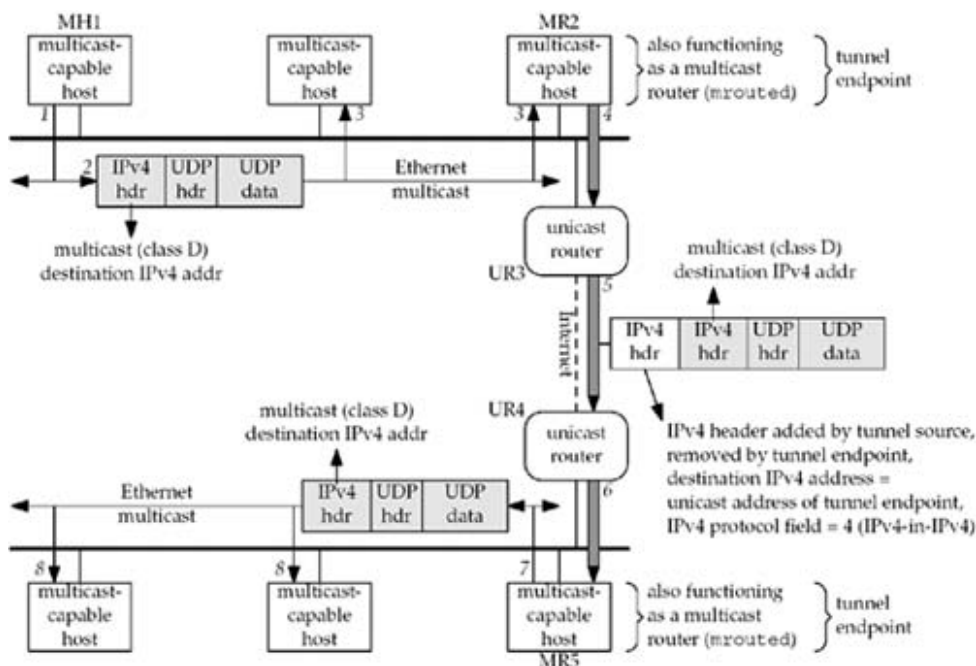 MH1
MR2
multicast-
capable
host
multicast-
capable
host
multicast-
capable
host
also functioning
as a multicast
router (mrouted)
tunnel
endpoint
1
3
3
4
2
IPv4
hdr
UDP
hdr
UDP
data
Ethernet
multicast
multicast (class D)
destination IPv4 addr
unicast
router
UR3
5
multicast (class D)
destination IPv4 addr
Internet
IPv4
hdr
IPv4
hdr
UDP
hdr
UDP
data
multicast (class D)
destination IPv4 addr
UR4
unicast
router
6
IPv4 header added by tunnel source,
removed by tunnel endpoint,
destination IPv4 address =
unicast address of tunnel endpoint,
IPv4 protocol field = 4 (IPv4-in-IPv4)
Ethernet
multicast
IPv4
hdr
UDP
hdr
UDP
data
8
8
7
multicast-
capable
host
multicast-
capable
host
multicast-
capable
host
also functioning
as a multicast
router (mrouted)
tunnel
endpoint
MR5